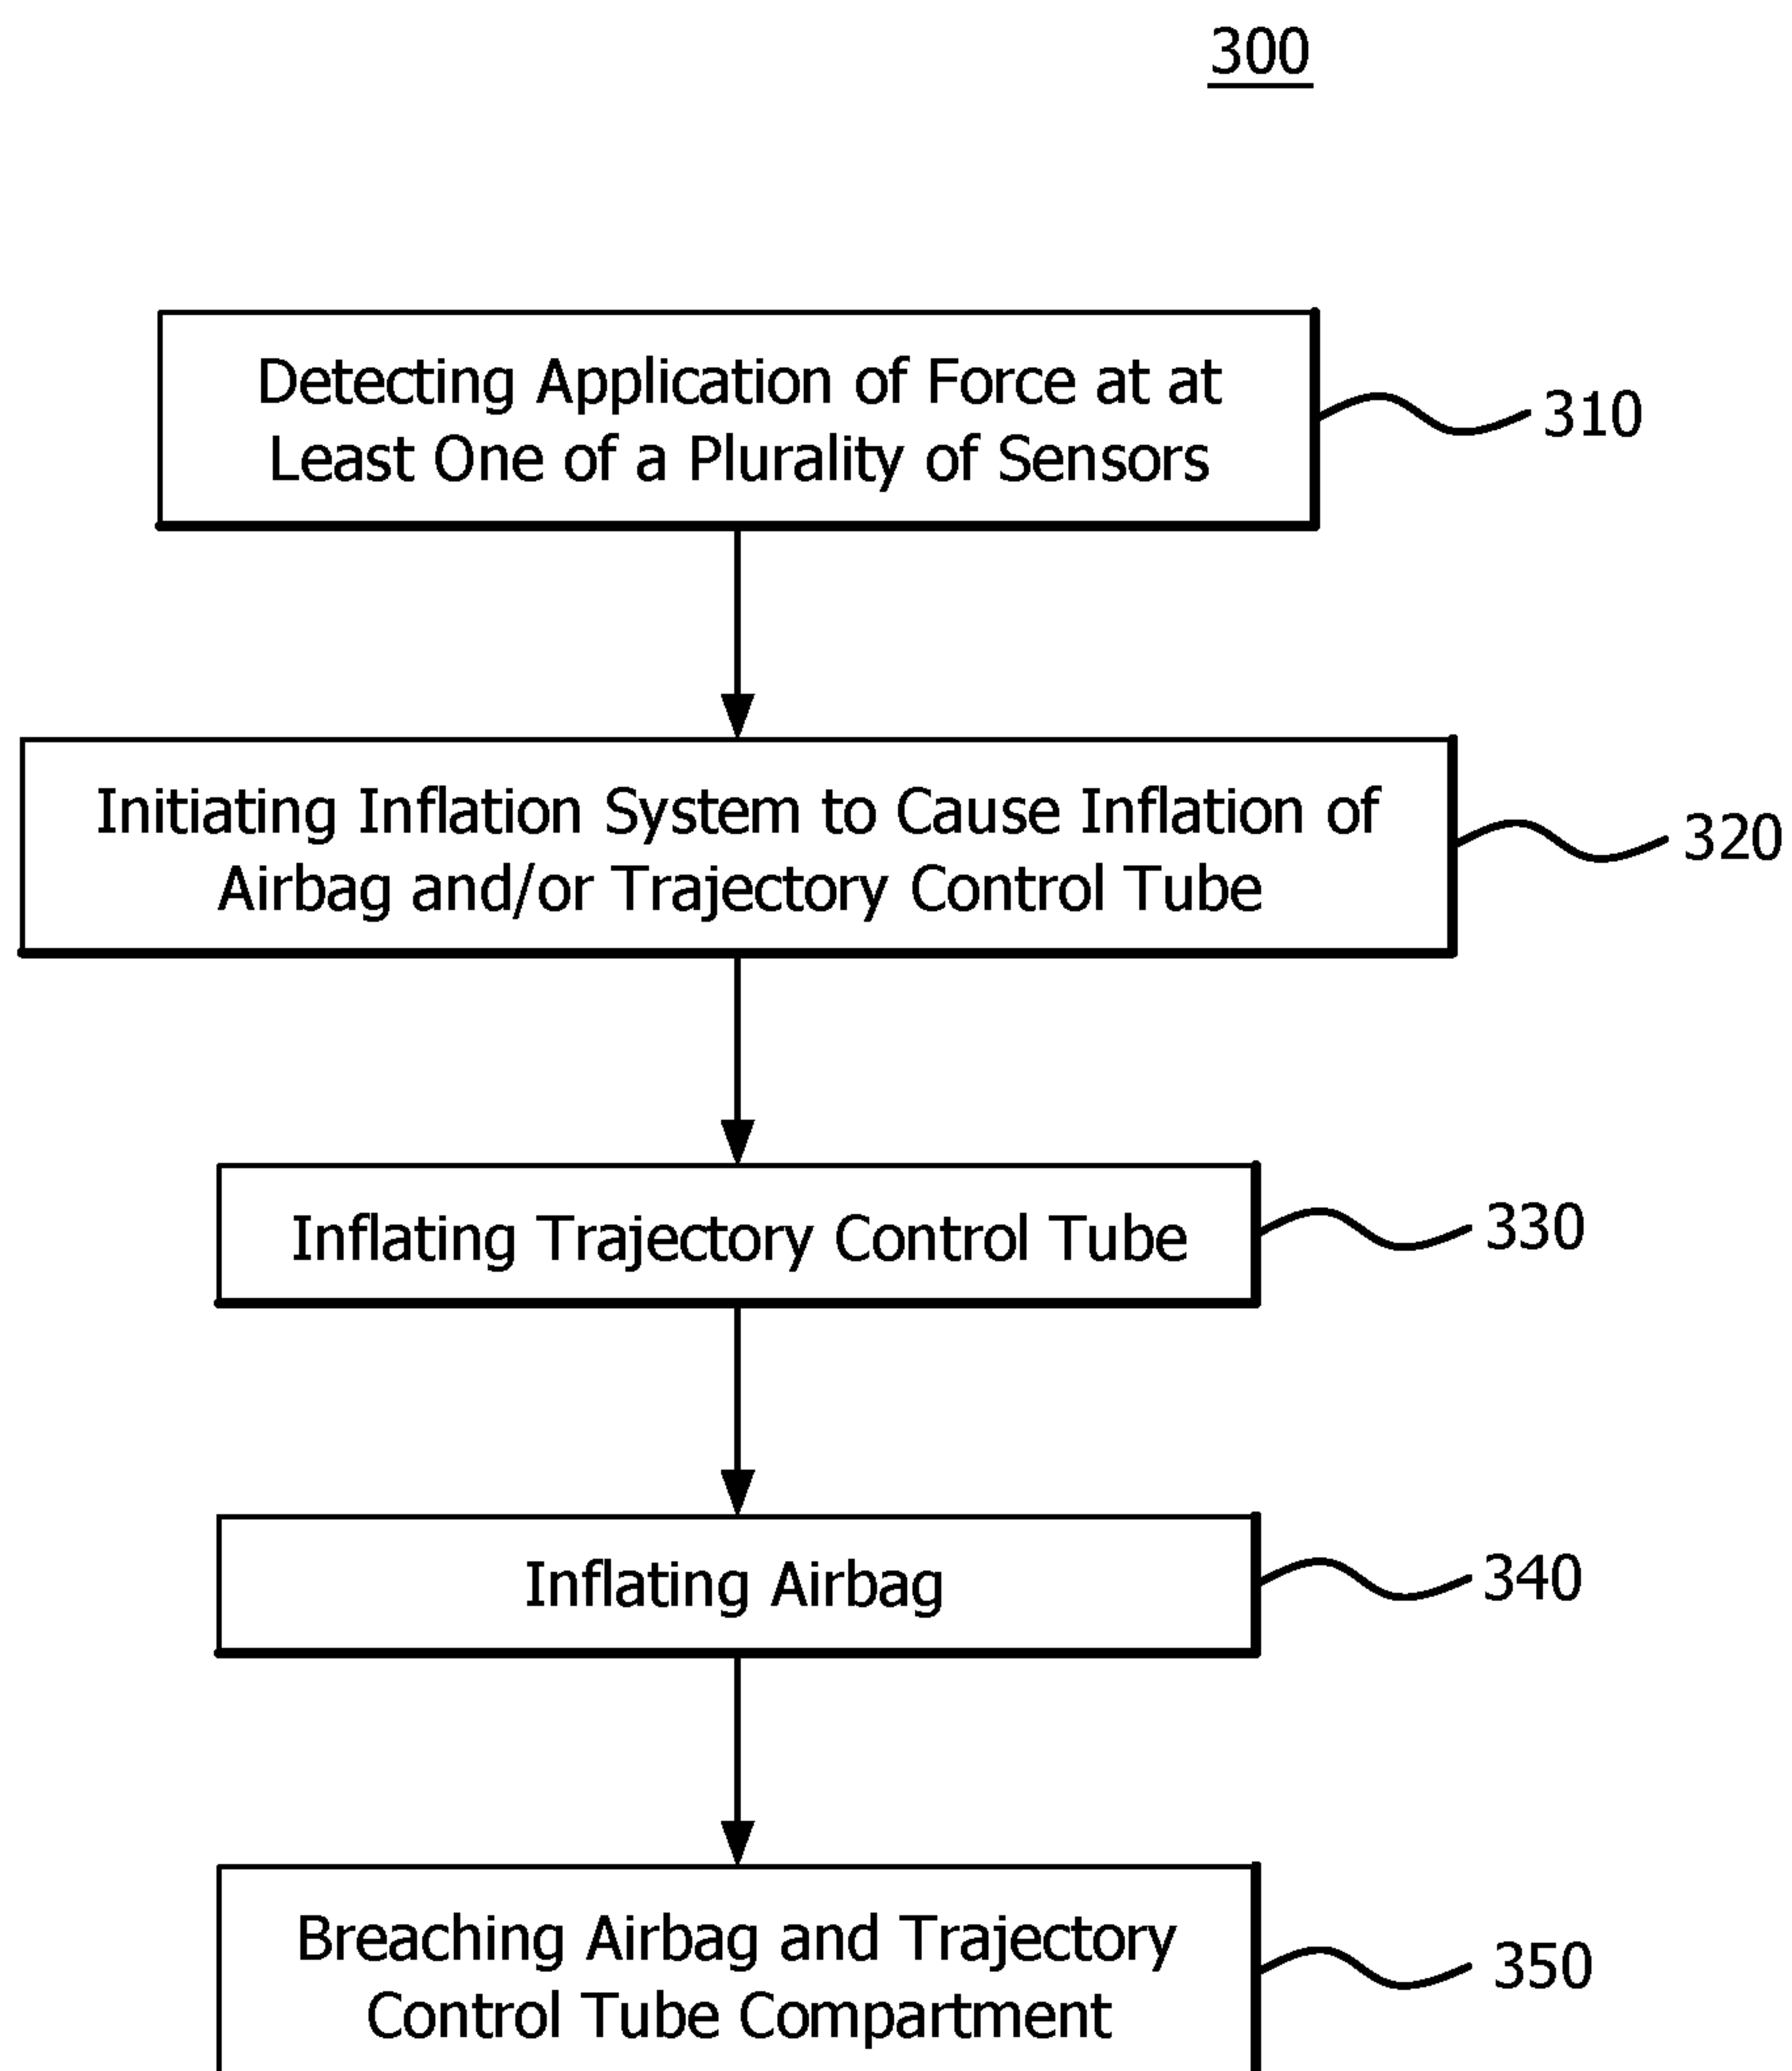 300
Detecting Application of Force at at
Least One of a Plurality of Sensors
310
Initiating Inflation System to Cause Inflation of
Airbag and/or Trajectory Control Tube
320
Inflating Trajectory Control Tube
330
Inflating Airbag
340
Breaching Airbag and Trajectory
Control Tube Compartment
350